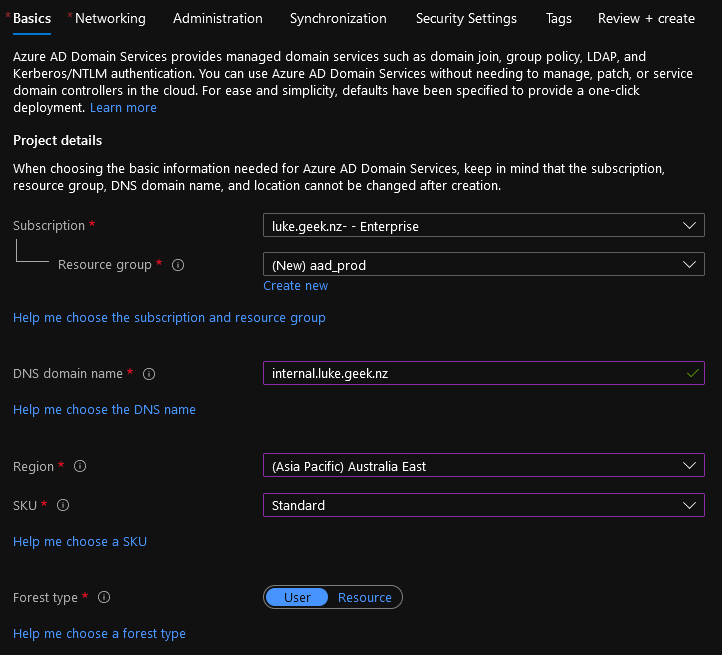 * Basics * Networking Administration Synchronization Security Settings Tags Review + create
Azure AD Domain Services provides managed domain services such as domain join, group policy, LDAP, and
Kerberos/NTLM authentication. You can use Azure AD Domain Services without needing to manage, patch, or service
domain controllers in the cloud. For ease and simplicity, defaults have been specified to provide a one-click
deployment. Learn more
Project details
When choosing the basic information needed for Azure AD Domain Services, keep in mind that the subscription,
resource group, DNS domain name, and location cannot be changed after creation.
Subscription * luke.geek.nz- - Enterprise
Resource group * (New) aad_prod
Create new
Help me choose the subscription and resource group
DNS domain name * internal.luke.geek.nz
Help me choose the DNS name
Region * (Asia Pacific) Australia East
SKU * Standard
Help me choose a SKU
Forest type * User Resource
Help me choose a forest type